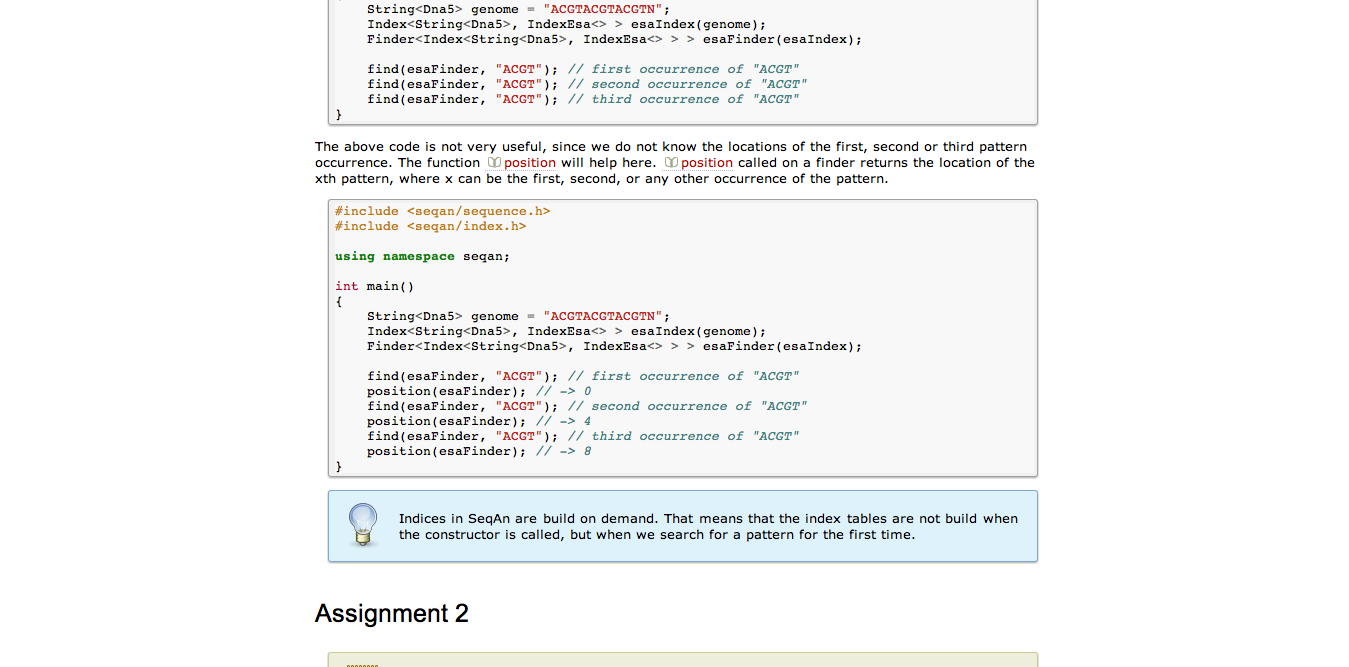 String<Dna5> genome = "ACGTACGTACGTN";
Index<String<Dna5>, IndexEsa<> > esaIndex(genome);
Finder<Index<String<Dna5>, IndexEsa<> > > esaFinder(esaIndex);
find(esaFinder, "ACGT"); // first occurrence of "ACGT"
find(esaFinder, "ACGT"); // second occurrence of "ACGT"
find(esaFinder, "ACGT"); // third occurrence of "ACGT"
}
The above code is not very useful, since we do not know the locations of the first, second or third pattern
occurrence. The function position will help here. position called on a finder returns the location of the
xth pattern, where x can be the first, second, or any other occurrence of the pattern.
#include <seqan/sequence.h>
#include <seqan/index.h>
using namespace seqan;
int main()
{
String<Dna5> genome = "ACGTACGTACGTN";
Index<String<Dna5>, IndexEsa<> > esaIndex(genome);
Finder<Index<String<Dna5>, IndexEsa<> > > esaFinder(esaIndex);
find(esaFinder, "ACGT"); // first occurrence of "ACGT"
position(esaFinder); // -> 0
find(esaFinder, "ACGT"); // second occurrence of "ACGT"
position(esaFinder); // -> 4
find(esaFinder, "ACGT"); // third occurrence of "ACGT"
position(esaFinder); // -> 8
}
Indices in SeqAn are build on demand. That means that the index tables are not build when
the constructor is called, but when we search for a pattern for the first time.
Assignment 2